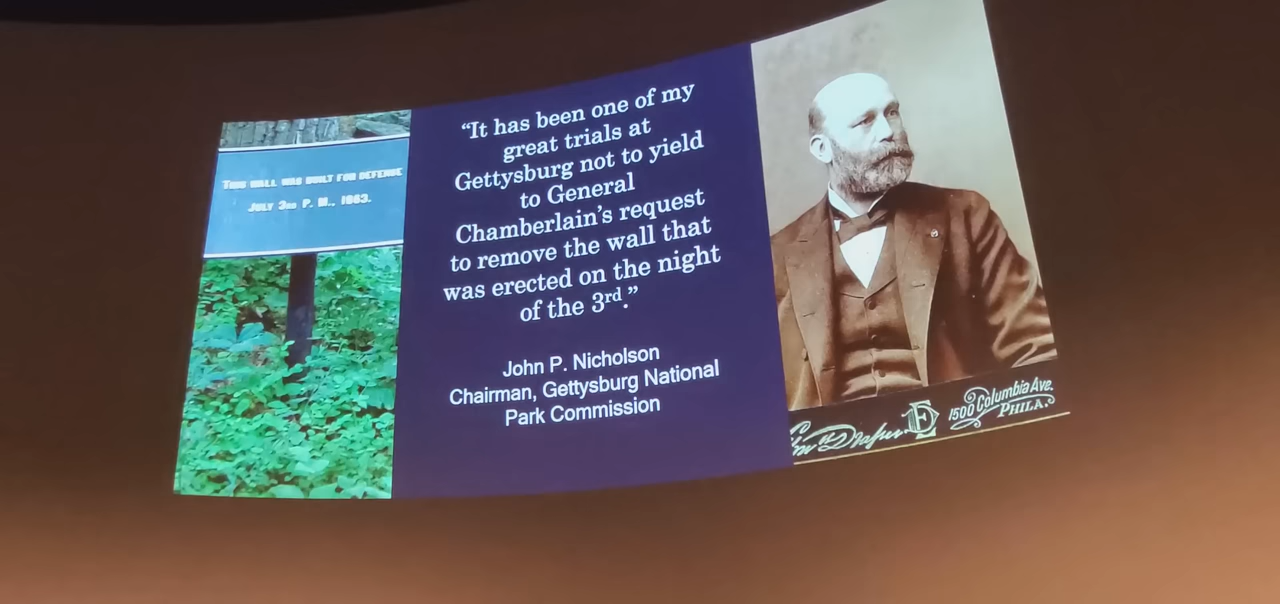 THIS WALL WAS BUILT FOR DEFENSE
JULY 3RD P. M., 1863.
“It has been one of my
great trials at
Gettysburg not to yield
to General
Chamberlain’s request
to remove the wall that
was erected on the night
of the 3rd.”
John P. Nicholson
Chairman, Gettysburg National
Park Commission
1500 Columbia Ave.
PHILA.